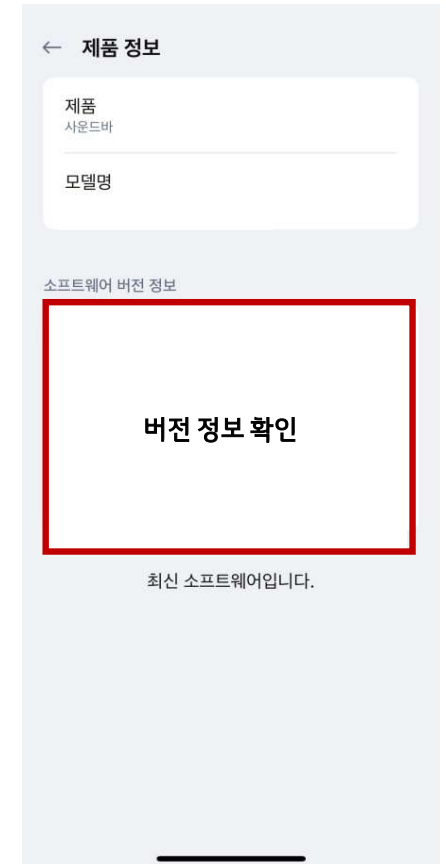 ← 제품 정보
제품
사운드바
모델명
소프트웨어 버전 정보
버전 정보 확인
최신 소프트웨어입니다.